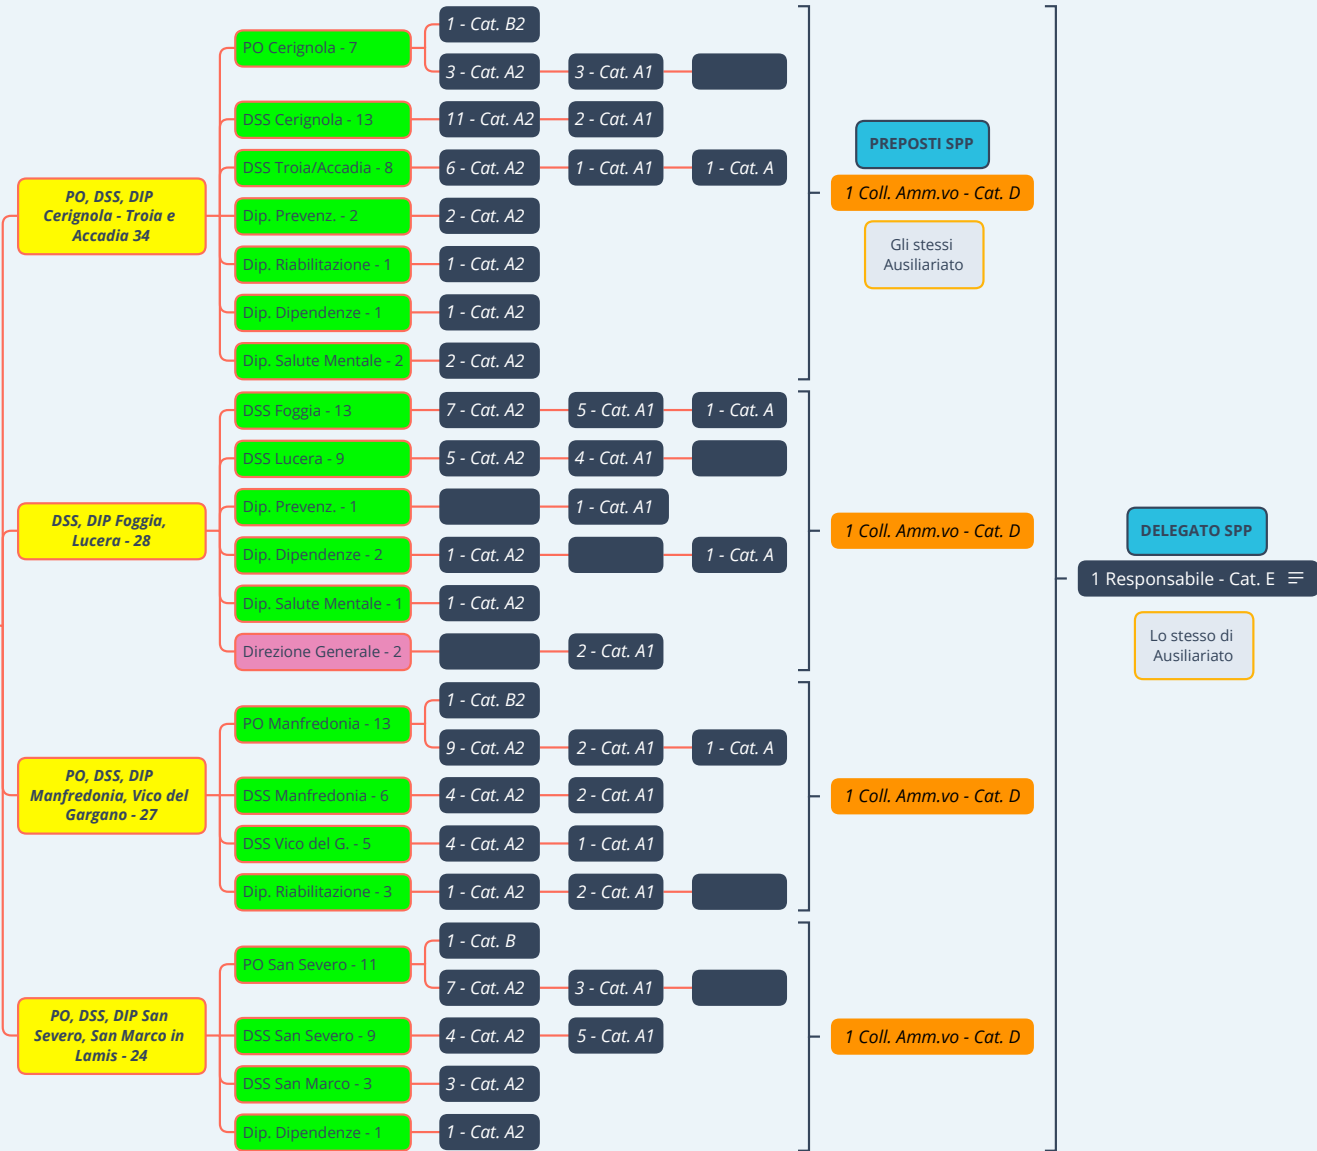 PO, DSS, DIP
Cerignola - Troia e
Accadia 34
PO Cerignola - 7
1 - Cat. B2
3 - Cat. A2
3 - Cat. A1
DSS Cerignola - 13
11 - Cat. A2
2 - Cat. A1
DSS Troia/Accadia - 8
6 - Cat. A2
1 - Cat. A1
1 - Cat. A
Dip. Prevenz. - 2
2 - Cat. A2
Dip. Riabilitazione - 1
1 - Cat. A2
Dip. Dipendenze - 1
1 - Cat. A2
Dip. Salute Mentale - 2
2 - Cat. A2
PREPOSTI SPP
1 Coll. Amm.vo - Cat. D
Gli stessi
Ausiliariato
DSS, DIP Foggia,
Lucera - 28
DSS Foggia - 13
7 - Cat. A2
5 - Cat. A1
1 - Cat. A
DSS Lucera - 9
5 - Cat. A2
4 - Cat. A1
Dip. Prevenz. - 1
1 - Cat. A1
Dip. Dipendenze - 2
1 - Cat. A2
1 - Cat. A
Dip. Salute Mentale - 1
1 - Cat. A2
Direzione Generale - 2
2 - Cat. A1
1 Coll. Amm.vo - Cat. D
PO, DSS, DIP
Manfredonia, Vico del
Gargano - 27
PO Manfredonia - 13
1 - Cat. B2
9 - Cat. A2
2 - Cat. A1
1 - Cat. A
DSS Manfredonia - 6
4 - Cat. A2
2 - Cat. A1
DSS Vico del G. - 5
4 - Cat. A2
1 - Cat. A1
Dip. Riabilitazione - 3
1 - Cat. A2
2 - Cat. A1
1 Coll. Amm.vo - Cat. D
PO, DSS, DIP San
Severo, San Marco in
Lamis - 24
PO San Severo - 11
1 - Cat. B
7 - Cat. A2
3 - Cat. A1
DSS San Severo - 9
4 - Cat. A2
5 - Cat. A1
DSS San Marco - 3
3 - Cat. A2
Dip. Dipendenze - 1
1 - Cat. A2
1 Coll. Amm.vo - Cat. D
DELEGATO SPP
1 Responsabile - Cat. E
Lo stesso di
Ausiliariato